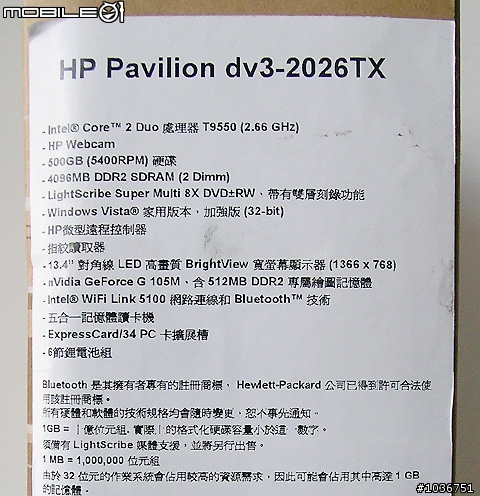 MOBILE01
HP Pavilion dv3-2026TX
- Intel® Core™ 2 Duo 處理器 T9550 (2.66 GHz)
- HP Webcam
- 500GB (5400RPM) 硬碟
- 4096MB DDR2 SDRAM (2 Dimm)
- LightScribe Super Multi 8X DVD±RW、帶有雙層刻錄功能
- Windows Vista® 家用版本，加強版 (32-bit)
- HP微型遠程控制器
- 指紋讀取器
- 13.4" 對角線 LED 高畫質 BrightView 寬螢幕顯示器 (1366 x 768)
- nVidia GeForce G 105M、含 512MB DDR2 專屬繪圖記憶體
- Intel® WiFi Link 5100 網路連線和 Bluetooth™ 技術
- 五合一記憶體讀卡機
- ExpressCard/34 PC 卡擴展槽
- 6節鋰電池組
Bluetooth 是其擁有者專有的註冊商標， Hewlett-Packard 公司已得到許可合法使
用該註冊商標。
所有硬體和軟體的技術規格均會隨時變更，恕不事先通知。
1GB = 十億位元組. 實際上的格式化硬碟容量小於這一數字。
須備有 LightScribe 媒體支援，並將另行出售。
1 MB = 1,000,000 位元組
由於 32 位元的作業系統會佔用較高的資源需求，因此可能會佔用其中高達 1 GB
的記憶體。
#1036751